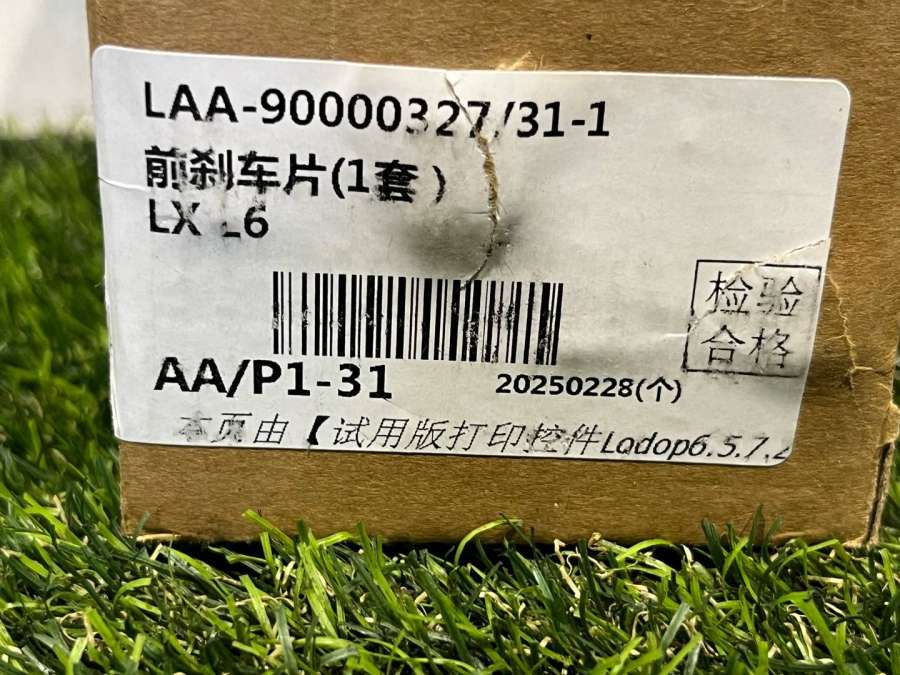 LAA-90000327/31-1
前刹车片(1套)
检验
合格
AA/P1-31
20250228(个)
本页由【试用版打印控件Lodop6.5.7.2